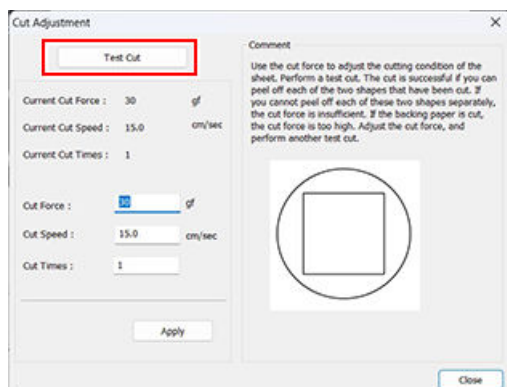 Cut Adjustment
Test Cut
Current Cut Force : 30 gf
Current Cut Speed : 15.0 cm/sec
Current Cut Times : 1
Cut Force : 30 gf
Cut Speed : 15.0 cm/sec
Cut Times : 1
Apply
Comment
Use the cut force to adjust the cutting condition of the
sheet. Perform a test cut. The cut is successful if you can
peel off each of the two shapes that have been cut. If
you cannot peel off each of these two shapes separately,
the cut force is insufficient. If the backing paper is cut,
the cut force is too high. Adjust the cut force, and
perform another test cut.
Close